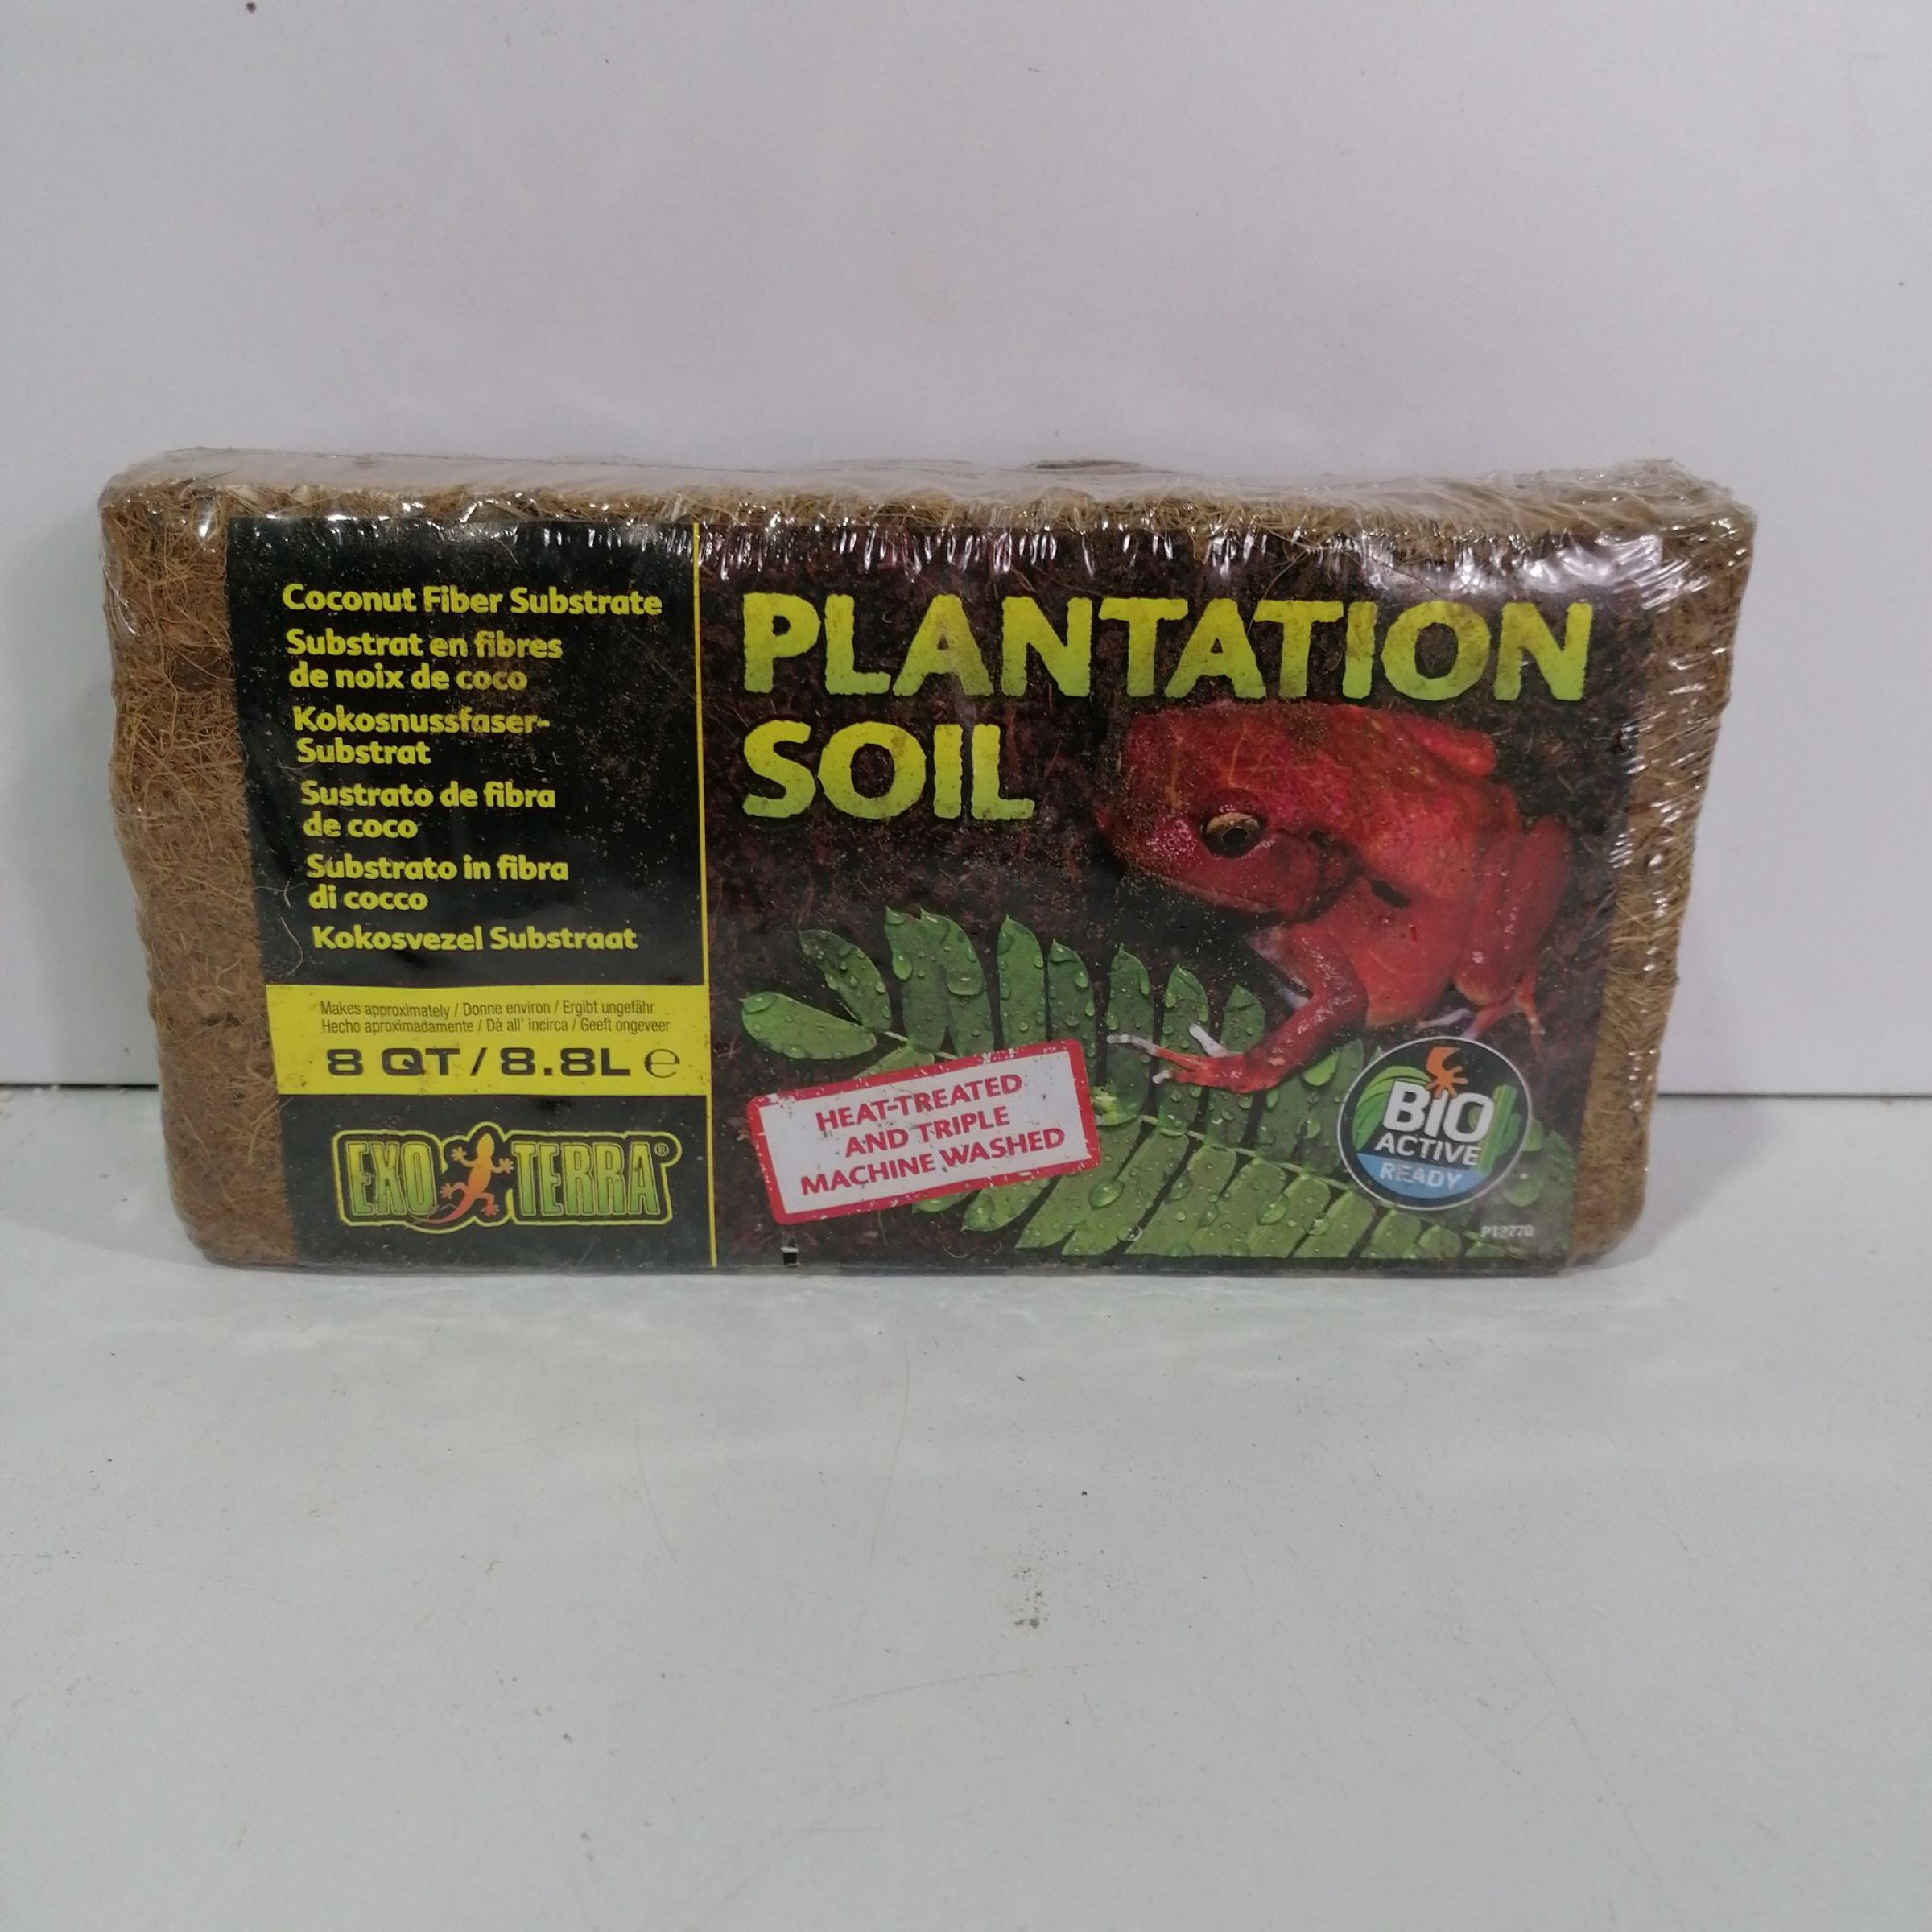 Coconut Fiber Substrate
Substrat en fibres
de noix de coco
Kokosnussfaser-
Substrat
Sustrato de fibra
de coco
Substrato in fibra
di cocco
Kokosvezel Substraat
Makes approximately / Donne environ / Ergibt ungefähr
Hecho aproximadamente / Dà all' incirca / Geeft ongeveer
8 QT / 8.8L ℮
EXO TERRA®
PLANTATION
SOIL
HEAT-TREATED
AND TRIPLE
MACHINE WASHED
BIO
ACTIVE
READY
PT2770